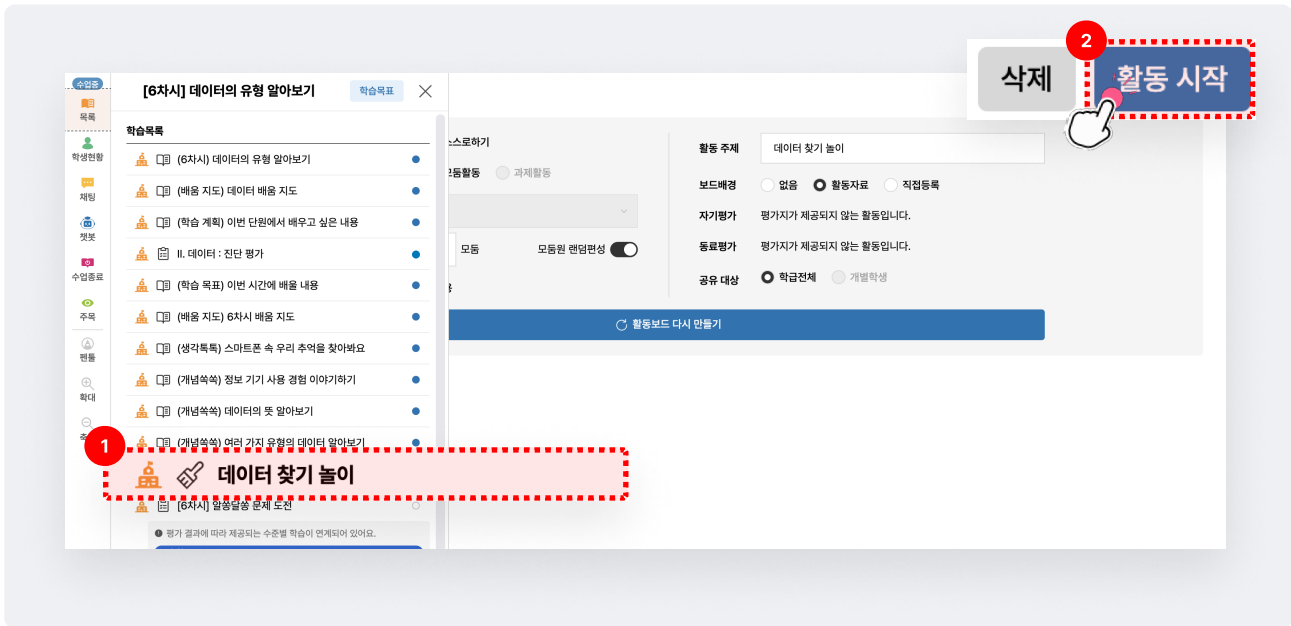 2
삭제
활동 시작
수업중
목록
학생현황
채팅
챗봇
수업종료
주목
펜툴
확대
[6차시] 데이터의 유형 알아보기
학습목표
학습목록
(6차시) 데이터의 유형 알아보기
(배움 지도) 데이터 배움 지도
(학습 계획) 이번 단원에서 배우고 싶은 내용
II. 데이터 : 진단 평가
(학습 목표) 이번 시간에 배울 내용
(배움 지도) 6차시 배움 지도
(생각톡톡) 스마트폰 속 우리 추억을 찾아봐요
(개념쏙쏙) 정보 기기 사용 경험 이야기하기
(개념쏙쏙) 데이터의 뜻 알아보기
(개념쏙쏙) 여러 가지 유형의 데이터 알아보기
1
데이터 찾기 놀이
[6차시] 알쏭달쏭 문제 도전
평가 결과에 따라 제공되는 수준별 학습이 연계되어 있어요.
스스로하기
모둠활동
과제활동
모둠
모둠원 랜덤편성
활동 주제
데이터 찾기 놀이
보드배경
없음
활동자료
직접등록
자기평가
평가지가 제공되지 않는 활동입니다.
동료평가
평가지가 제공되지 않는 활동입니다.
공유 대상
학급전체
개별학생
활동보드 다시 만들기